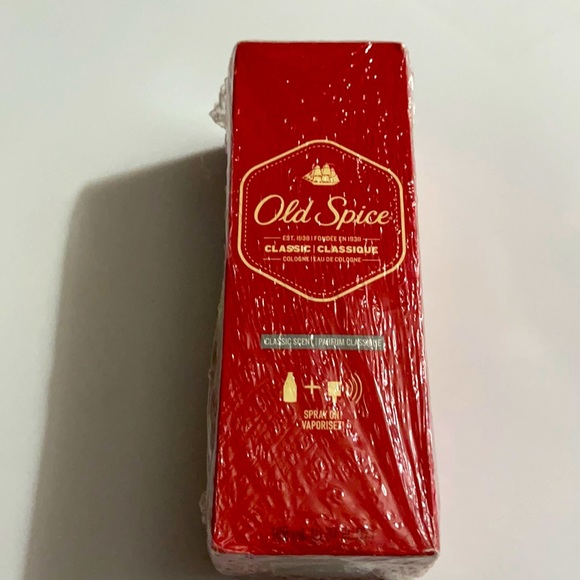 Old Spice
EST. 1938 | FONDÉE EN 1938
CLASSIC | CLASSIQUE
COLOGNE | EAU DE COLOGNE
CLASSIC SCENT | PARFUM CLASSIQUE
SPRAY ON
VAPORISET